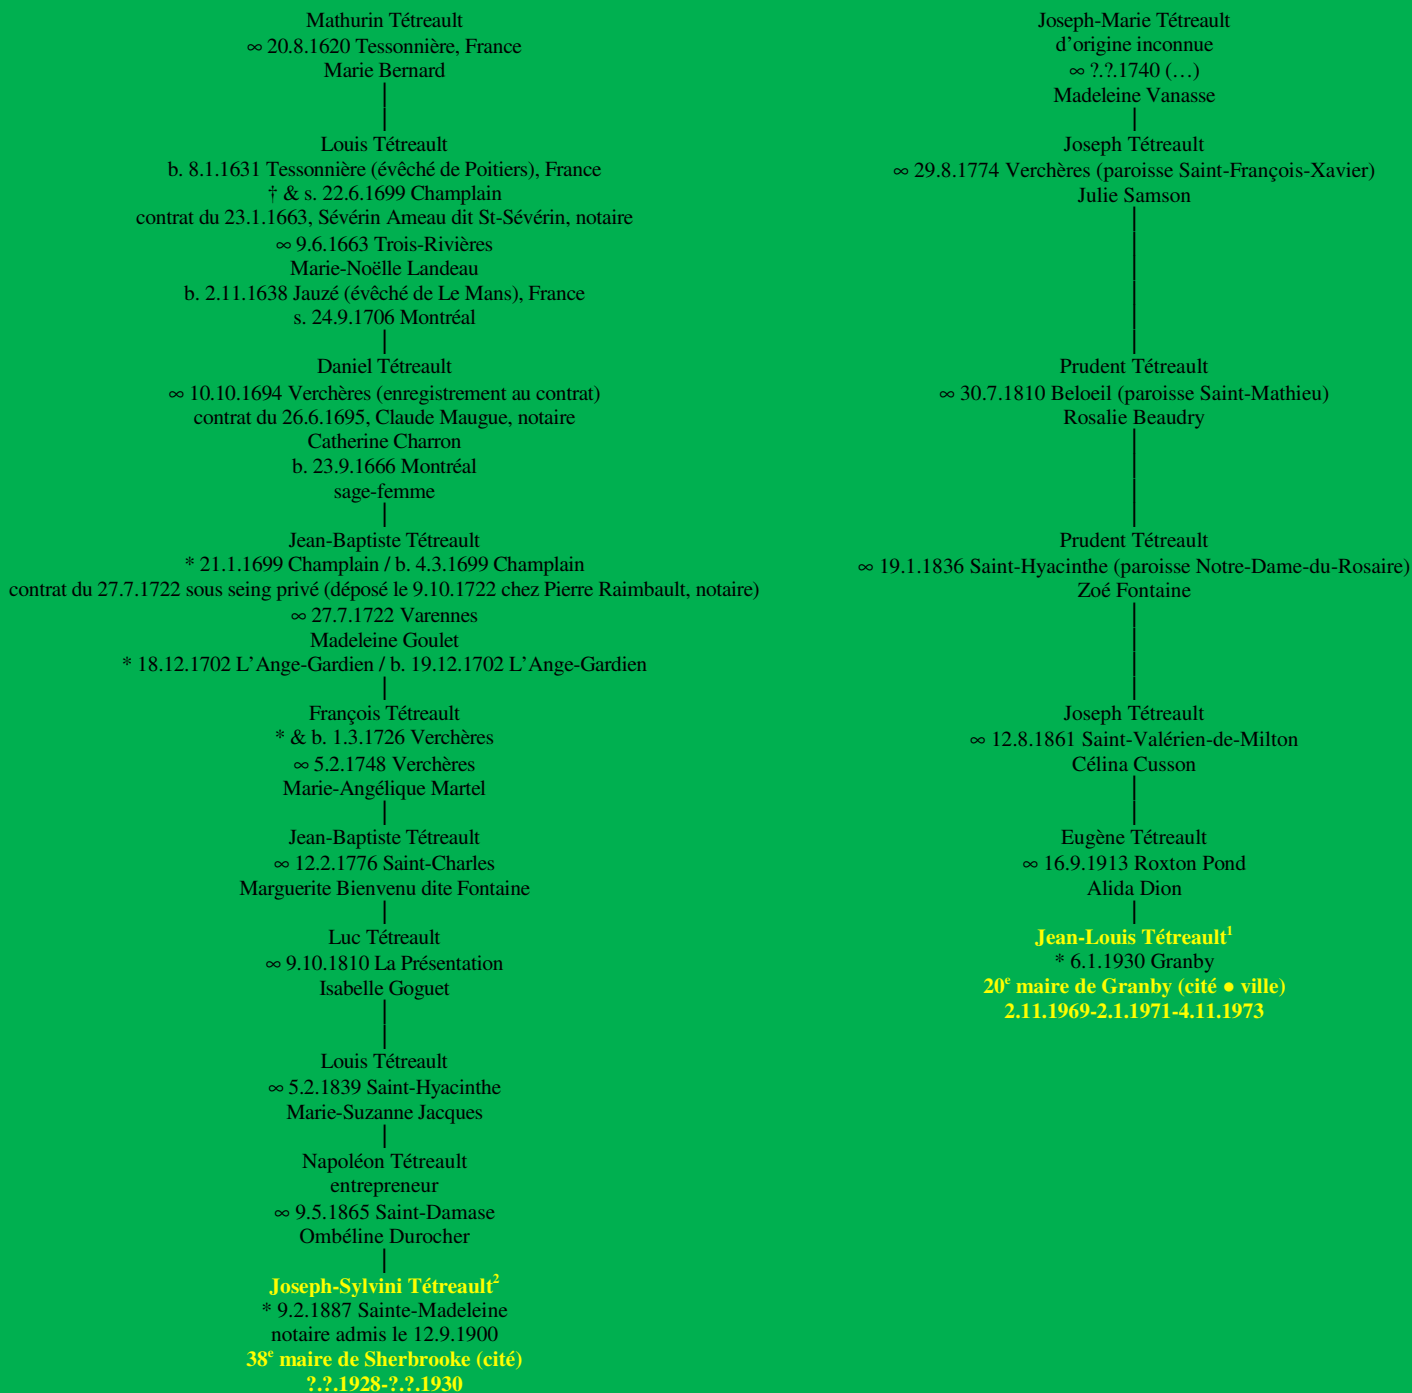 Mathurin Tétreault
∞ 20.8.1620 Tessonnière, France
Marie Bernard
Louis Tétreault
b. 8.1.1631 Tessonnière (évêché de Poitiers), France
† & s. 22.6.1699 Champlain
contrat du 23.1.1663, Sévérin Ameau dit St-Sévérin, notaire
∞ 9.6.1663 Trois-Rivières
Marie-Noëlle Landeau
b. 2.11.1638 Jauzé (évêché de Le Mans), France
s. 24.9.1706 Montréal
Daniel Tétreault
∞ 10.10.1694 Verchères (enregistrement au contrat)
contrat du 26.6.1695, Claude Maugue, notaire
Catherine Charron
b. 23.9.1666 Montréal
sage-femme
Jean-Baptiste Tétreault
* 21.1.1699 Champlain / b. 4.3.1699 Champlain
contrat du 27.7.1722 sous seing privé (déposé le 9.10.1722 chez Pierre Raimbault, notaire)
∞ 27.7.1722 Varennes
Madeleine Goulet
* 18.12.1702 L’Ange-Gardien / b. 19.12.1702 L’Ange-Gardien
François Tétreault
* & b. 1.3.1726 Verchères
∞ 5.2.1748 Verchères
Marie-Angélique Martel
Jean-Baptiste Tétreault
∞ 12.2.1776 Saint-Charles
Marguerite Bienvenu dite Fontaine
Luc Tétreault
∞ 9.10.1810 La Présentation
Isabelle Goguet
Louis Tétreault
∞ 5.2.1839 Saint-Hyacinthe
Marie-Suzanne Jacques
Napoléon Tétreault
entrepreneur
∞ 9.5.1865 Saint-Damase
Ombéline Durocher
Joseph-Sylvini Tétreault²
* 9.2.1887 Sainte-Madeleine
notaire admis le 12.9.1900
38ᵉ maire de Sherbrooke (cité)
?.?.1928-?.?.1930
Joseph-Marie Tétreault
d’origine inconnue
∞ ?.?.1740 (…)
Madeleine Vanasse
Joseph Tétreault
∞ 29.8.1774 Verchères (paroisse Saint-François-Xavier)
Julie Samson
Prudent Tétreault
∞ 30.7.1810 Beloeil (paroisse Saint-Mathieu)
Rosalie Beaudry
Prudent Tétreault
∞ 19.1.1836 Saint-Hyacinthe (paroisse Notre-Dame-du-Rosaire)
Zoé Fontaine
Joseph Tétreault
∞ 12.8.1861 Saint-Valérien-de-Milton
Célina Cusson
Eugène Tétreault
∞ 16.9.1913 Roxton Pond
Alida Dion
Jean-Louis Tétreault¹
* 6.1.1930 Granby
20ᵉ maire de Granby (cité ● ville)
2.11.1969-2.1.1971-4.11.1973